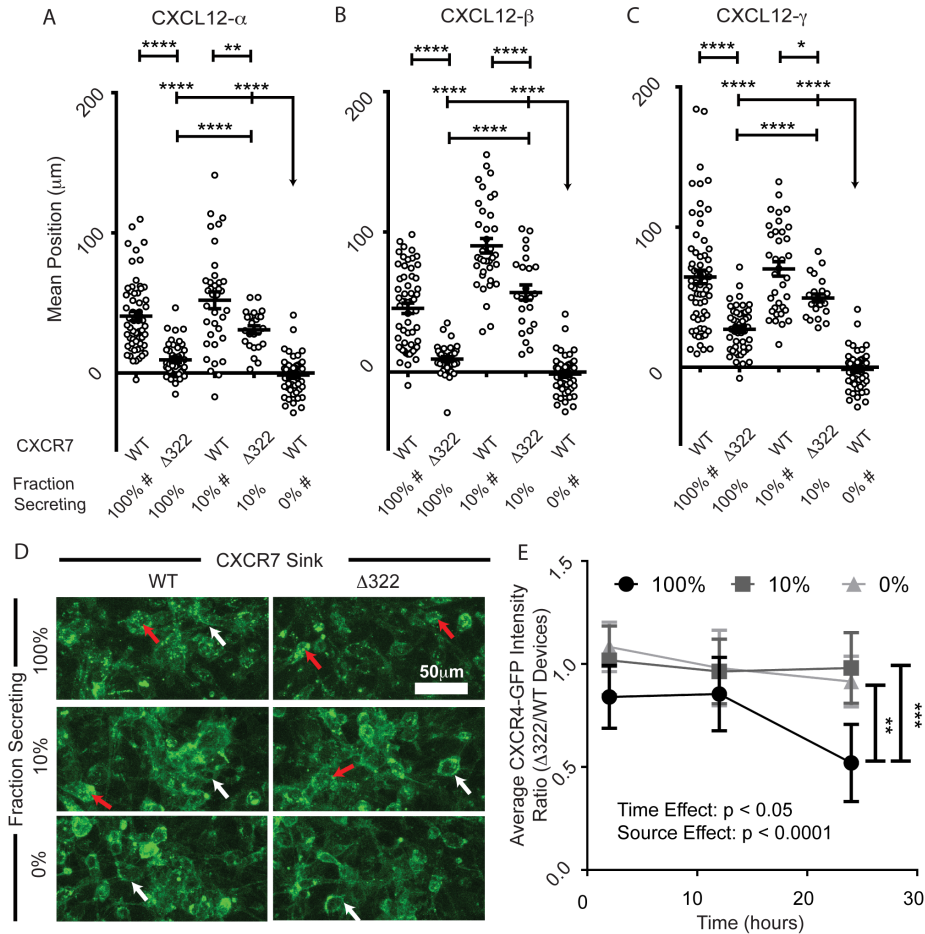 A CXCL12-α
**** **
**** ****
****
Mean Position (μm)
200
100
0
CXCR7 WT Δ322 WT Δ322 WT
Fraction Secreting 100% # 100% 10% # 10% 0% #
B CXCL12-β
**** ****
**** ****
****
200
100
0
WT Δ322 WT Δ322 WT
100% # 100% 10% # 10% 0% #
C CXCL12-γ
**** *
**** ****
****
200
100
0
WT Δ322 WT Δ322 WT
100% # 100% 10% # 10% 0% #
D CXCR7 Sink
WT Δ322
Fraction Secreting
100%
50μm
10%
0%
E
Average CXCR4-GFP Intensity
Ratio (Δ322/WT Devices)
1.5
1.0
0.5
0.0
100% 10% 0%
**
***
Time Effect: p < 0.05
Source Effect: p < 0.0001
0 10 20 30
Time (hours)